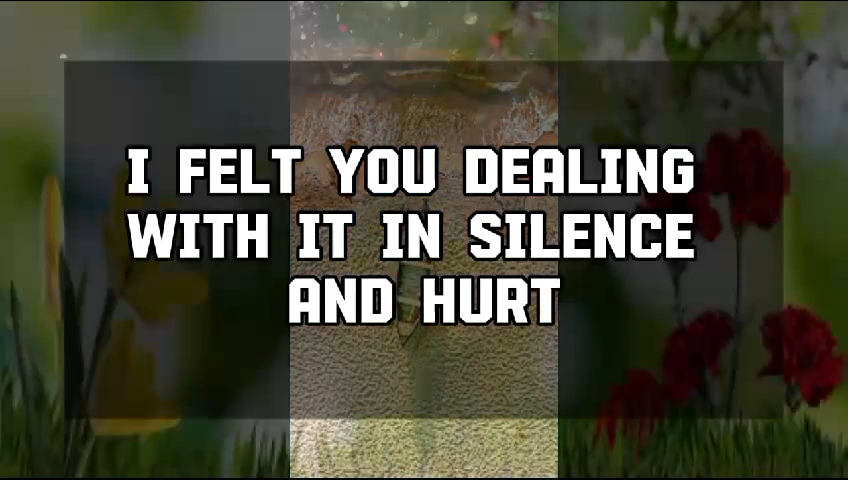 I FELT YOU DEALING
WITH IT IN SILENCE
AND HURT